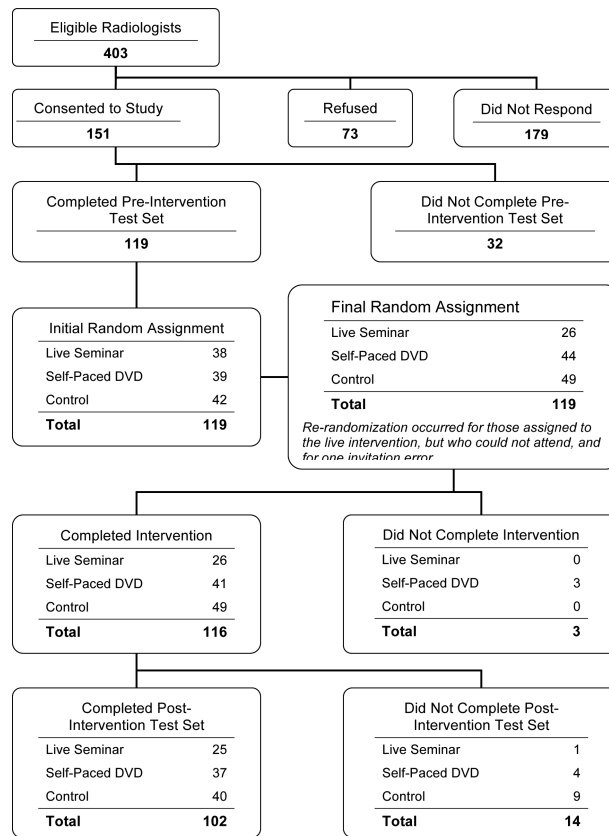 Eligible Radiologists
403
Consented to Study
151
Refused
73
Did Not Respond
179
Completed Pre-Intervention
Test Set
119
Did Not Complete Pre-
Intervention Test Set
32
Initial Random Assignment
Live Seminar 38
Self-Paced DVD 39
Control 42
Total 119
Final Random Assignment
Live Seminar 26
Self-Paced DVD 44
Control 49
Total 119
Re-randomization occurred for those assigned to
the live intervention, but who could not attend, and
for one invitation error
Completed Intervention
Live Seminar 26
Self-Paced DVD 41
Control 49
Total 116
Did Not Complete Intervention
Live Seminar 0
Self-Paced DVD 3
Control 0
Total 3
Completed Post-
Intervention Test Set
Live Seminar 25
Self-Paced DVD 37
Control 40
Total 102
Did Not Complete Post-
Intervention Test Set
Live Seminar 1
Self-Paced DVD 4
Control 9
Total 14